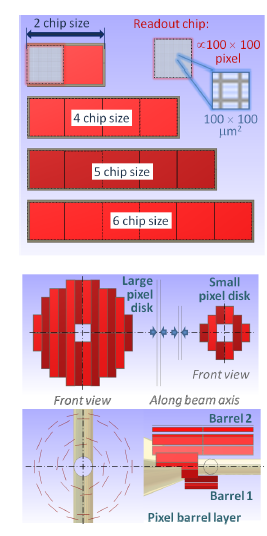 2 chip size
Readout chip:
∝100 × 100
pixel
100 × 100
μm²
4 chip size
5 chip size
6 chip size
Large
pixel
disk
Small
pixel disk
Front view
Front view
Along beam axis
Barrel 2
Barrel 1
Pixel barrel layer